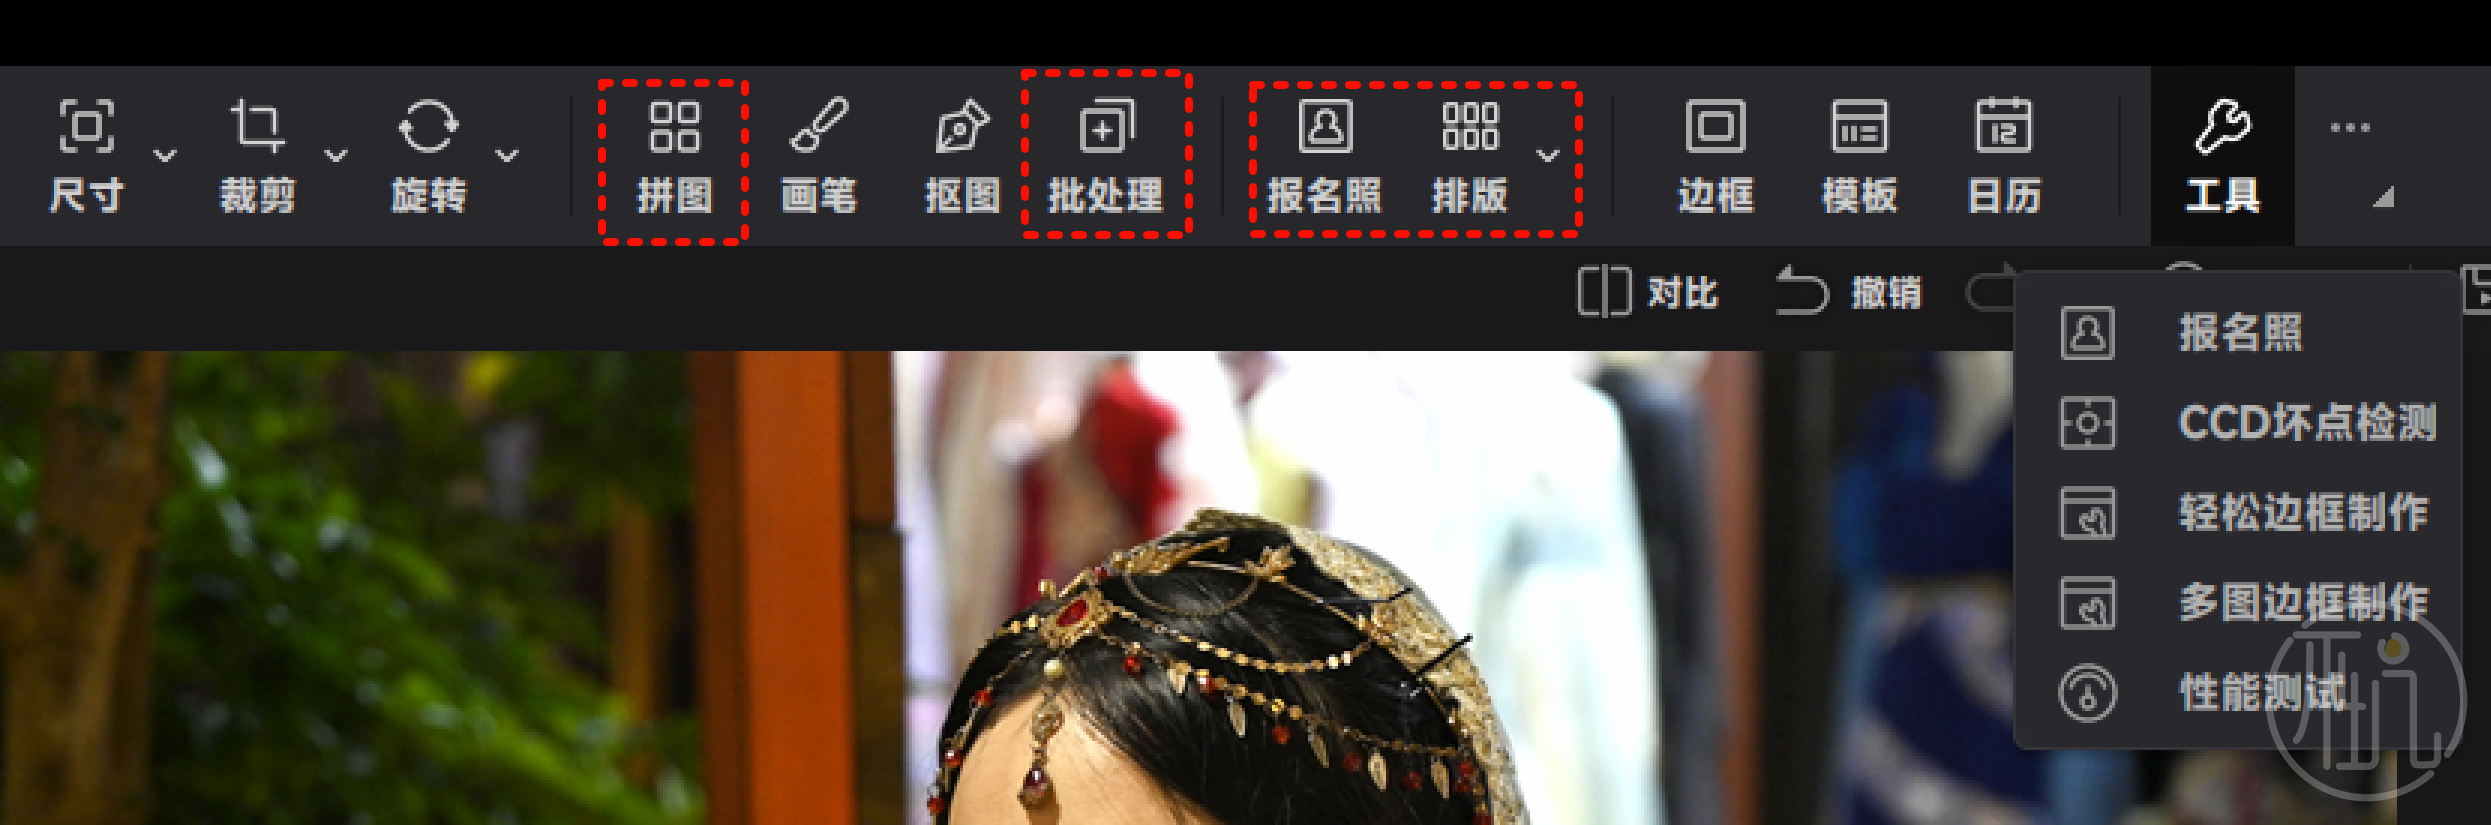 尺寸 裁剪 旋转 拼图 画笔 抠图 批处理 报名照 排版 边框 模板 日历 工具
对比 撤销
报名照
CCD坏点检测
轻松边框制作
多图边框制作
性能测试